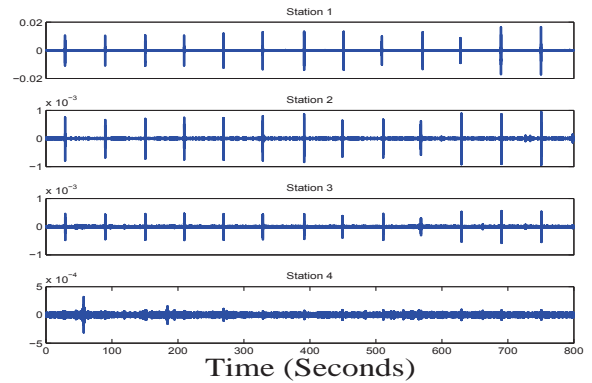 Station 1
0.02
0
−0.02
Station 2
x 10⁻³
1
0
−1
Station 3
x 10⁻³
1
0
−1
Station 4
x 10⁻⁴
5
0
−5
0 100 200 300 400 500 600 700 800
Time (Seconds)